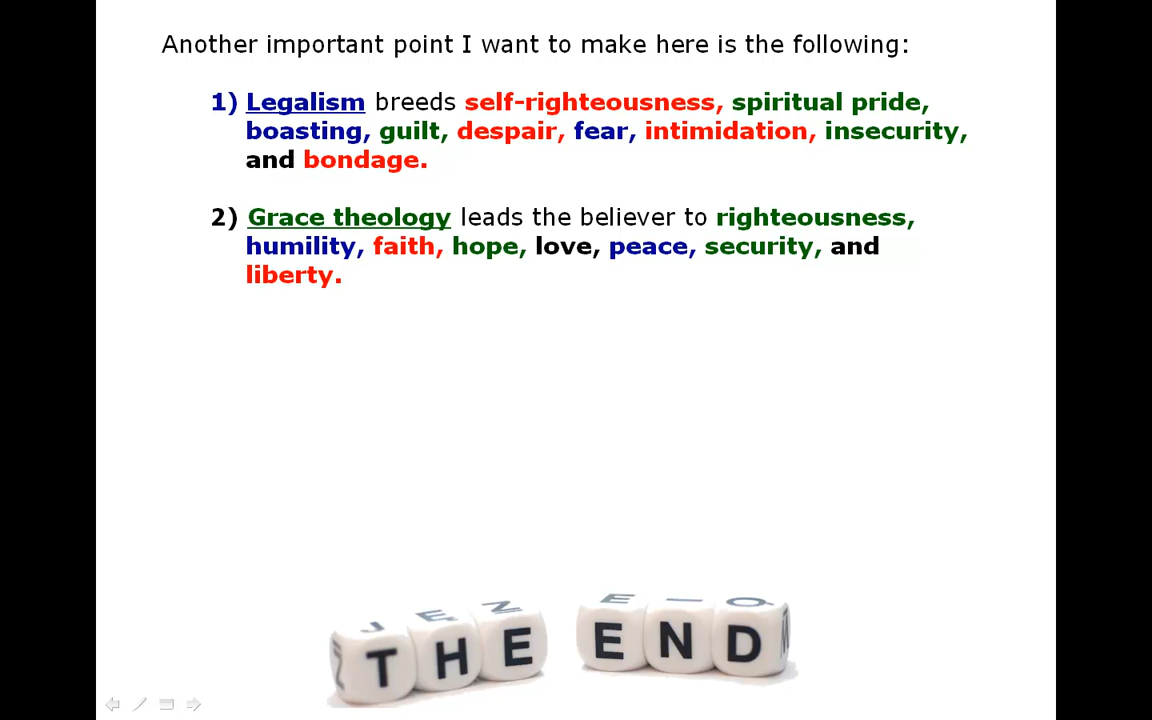 Another important point I want to make here is the following:
1) Legalism breeds self-righteousness, spiritual pride,
boasting, guilt, despair, fear, intimidation, insecurity,
and bondage.
2) Grace theology leads the believer to righteousness,
humility, faith, hope, love, peace, security, and
liberty.
J E Z E I Q
THE END